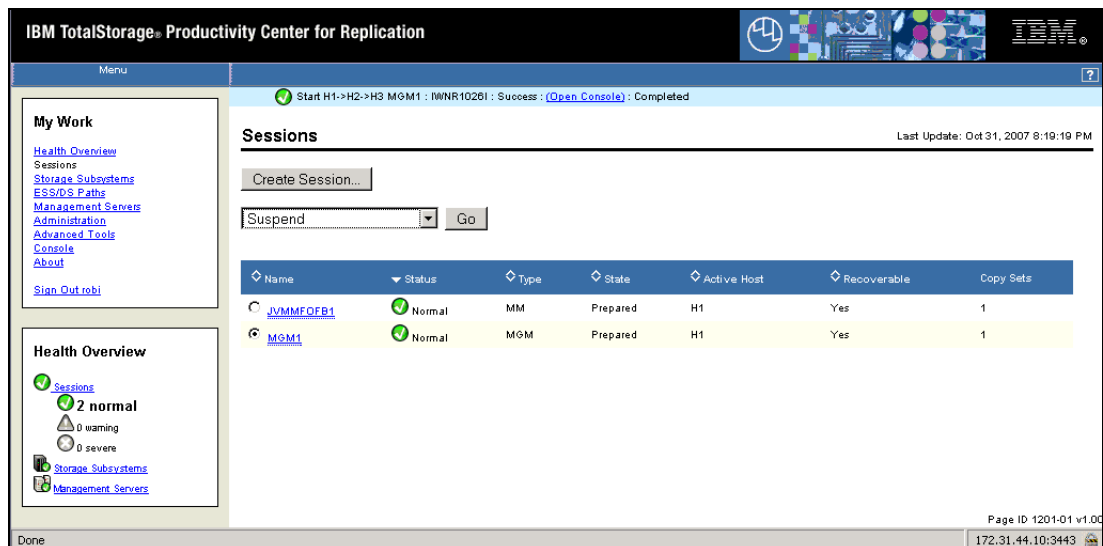 IBM TotalStorage® Productivity Center for Replication
IBM®
Menu
?
Start H1->H2->H3 MGM1 : IWNR1026I : Success : (Open Console) : Completed
My Work
Health Overview
Sessions
Storage Subsystems
ESS/DS Paths
Management Servers
Administration
Advanced Tools
Console
About
Sign Out robi
Sessions
Last Update: Oct 31, 2007 8:19:19 PM
Create Session...
Suspend Go
Name Status Type State Active Host Recoverable Copy Sets
JVMMFOFB1 Normal MM Prepared H1 Yes 1
MGM1 Normal MGM Prepared H1 Yes 1
Health Overview
Sessions
2 normal
0 warning
0 severe
Storage Subsystems
Management Servers
Page ID 1201-01 v1.00
Done
172.31.44.10:3443